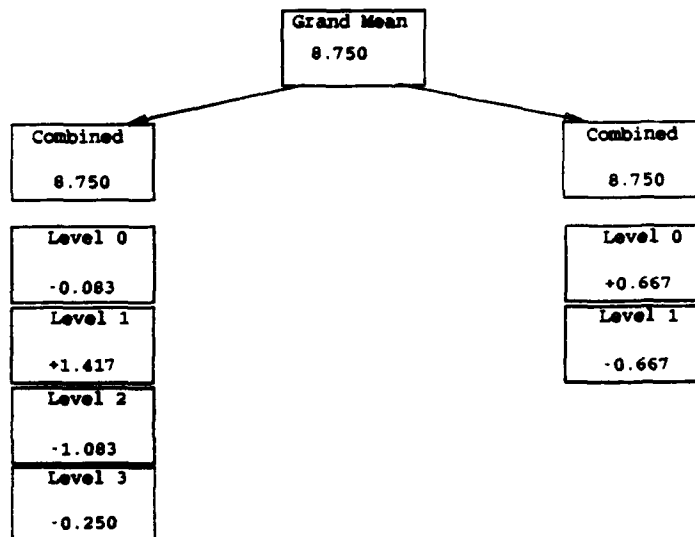 Grand Mean
8.750
Combined
8.750
Level 0
-0.083
Level 1
+1.417
Level 2
-1.083
Level 3
-0.250
Combined
8.750
Level 0
+0.667
Level 1
-0.667